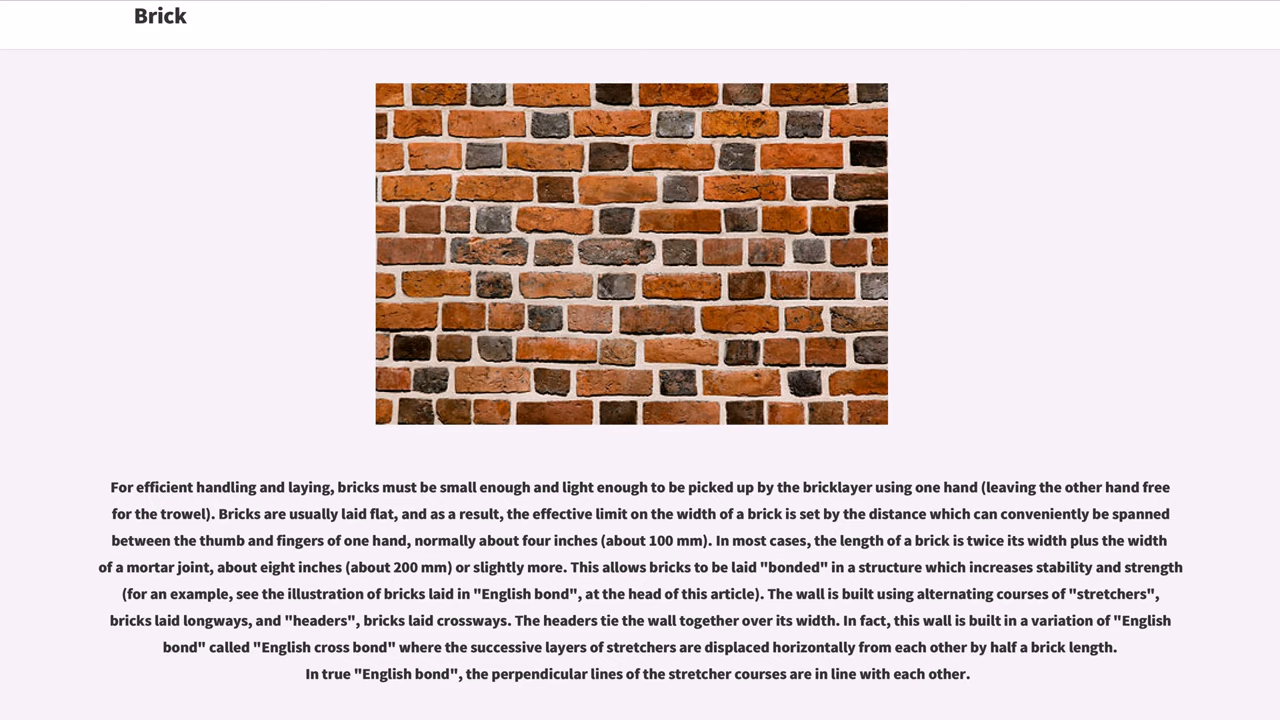 Brick
For efficient handling and laying, bricks must be small enough and light enough to be picked up by the bricklayer using one hand (leaving the other hand free
for the trowel). Bricks are usually laid flat, and as a result, the effective limit on the width of a brick is set by the distance which can conveniently be spanned
between the thumb and fingers of one hand, normally about four inches (about 100 mm). In most cases, the length of a brick is twice its width plus the width
of a mortar joint, about eight inches (about 200 mm) or slightly more. This allows bricks to be laid "bonded" in a structure which increases stability and strength
(for an example, see the illustration of bricks laid in "English bond", at the head of this article). The wall is built using alternating courses of "stretchers",
bricks laid longways, and "headers", bricks laid crossways. The headers tie the wall together over its width. In fact, this wall is built in a variation of "English
bond" called "English cross bond" where the successive layers of stretchers are displaced horizontally from each other by half a brick length.
In true "English bond", the perpendicular lines of the stretcher courses are in line with each other.